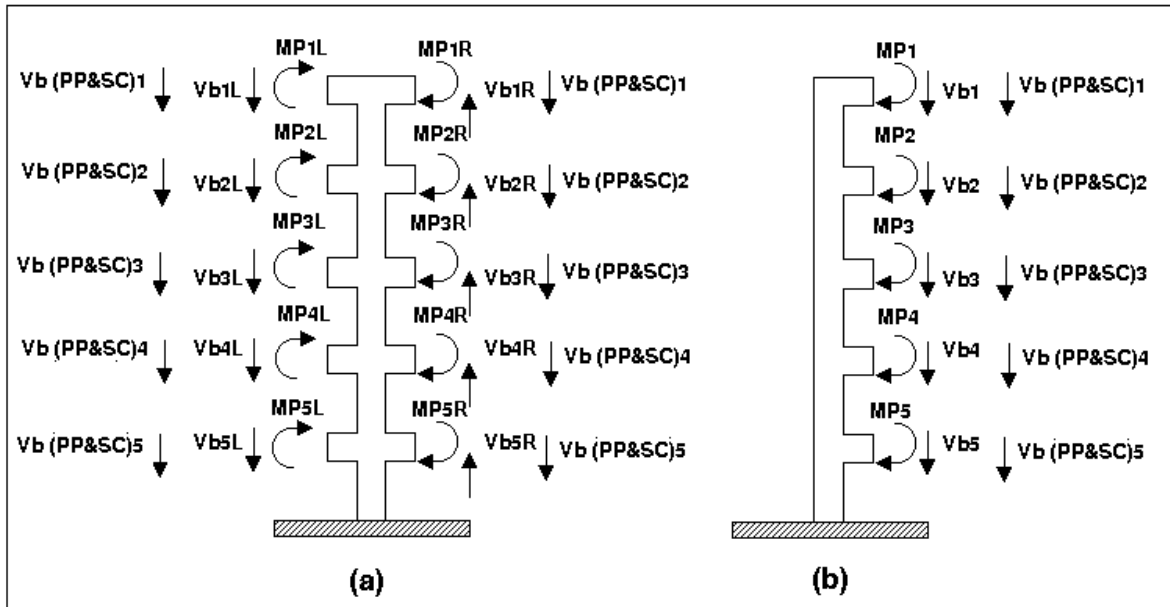 MP1L MP1R
Vb (PP&SC)1 Vb1L Vb1R Vb (PP&SC)1
MP2L MP2R
Vb (PP&SC)2 Vb2L Vb2R Vb (PP&SC)2
MP3L MP3R
Vb (PP&SC)3 Vb3L Vb3R Vb (PP&SC)3
MP4L MP4R
Vb (PP&SC)4 Vb4L Vb4R Vb (PP&SC)4
MP5L MP5R
Vb (PP&SC)5 Vb5L Vb5R Vb (PP&SC)5
(a)
MP1
Vb1 Vb (PP&SC)1
MP2
Vb2 Vb (PP&SC)2
MP3
Vb3 Vb (PP&SC)3
MP4
Vb4 Vb (PP&SC)4
MP5
Vb5 Vb (PP&SC)5
(b)